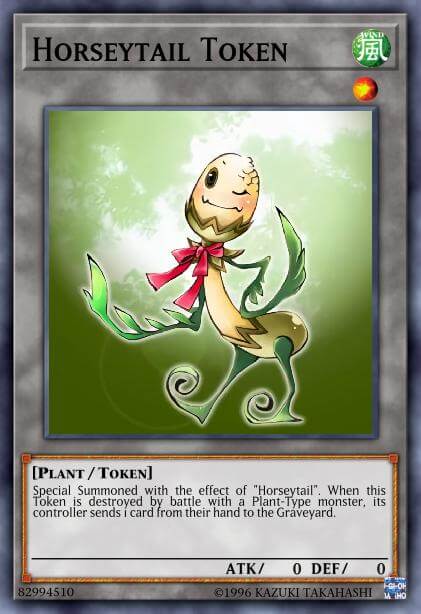 Horseytail Token
WIND
風
[Plant / Token]
Special Summoned with the effect of "Horseytail". When this
Token is destroyed by battle with a Plant-Type monster, its
controller sends 1 card from their hand to the Graveyard.
ATK/ 0 DEF/ 0
82994510
©1996 KAZUKI TAKAHASHI